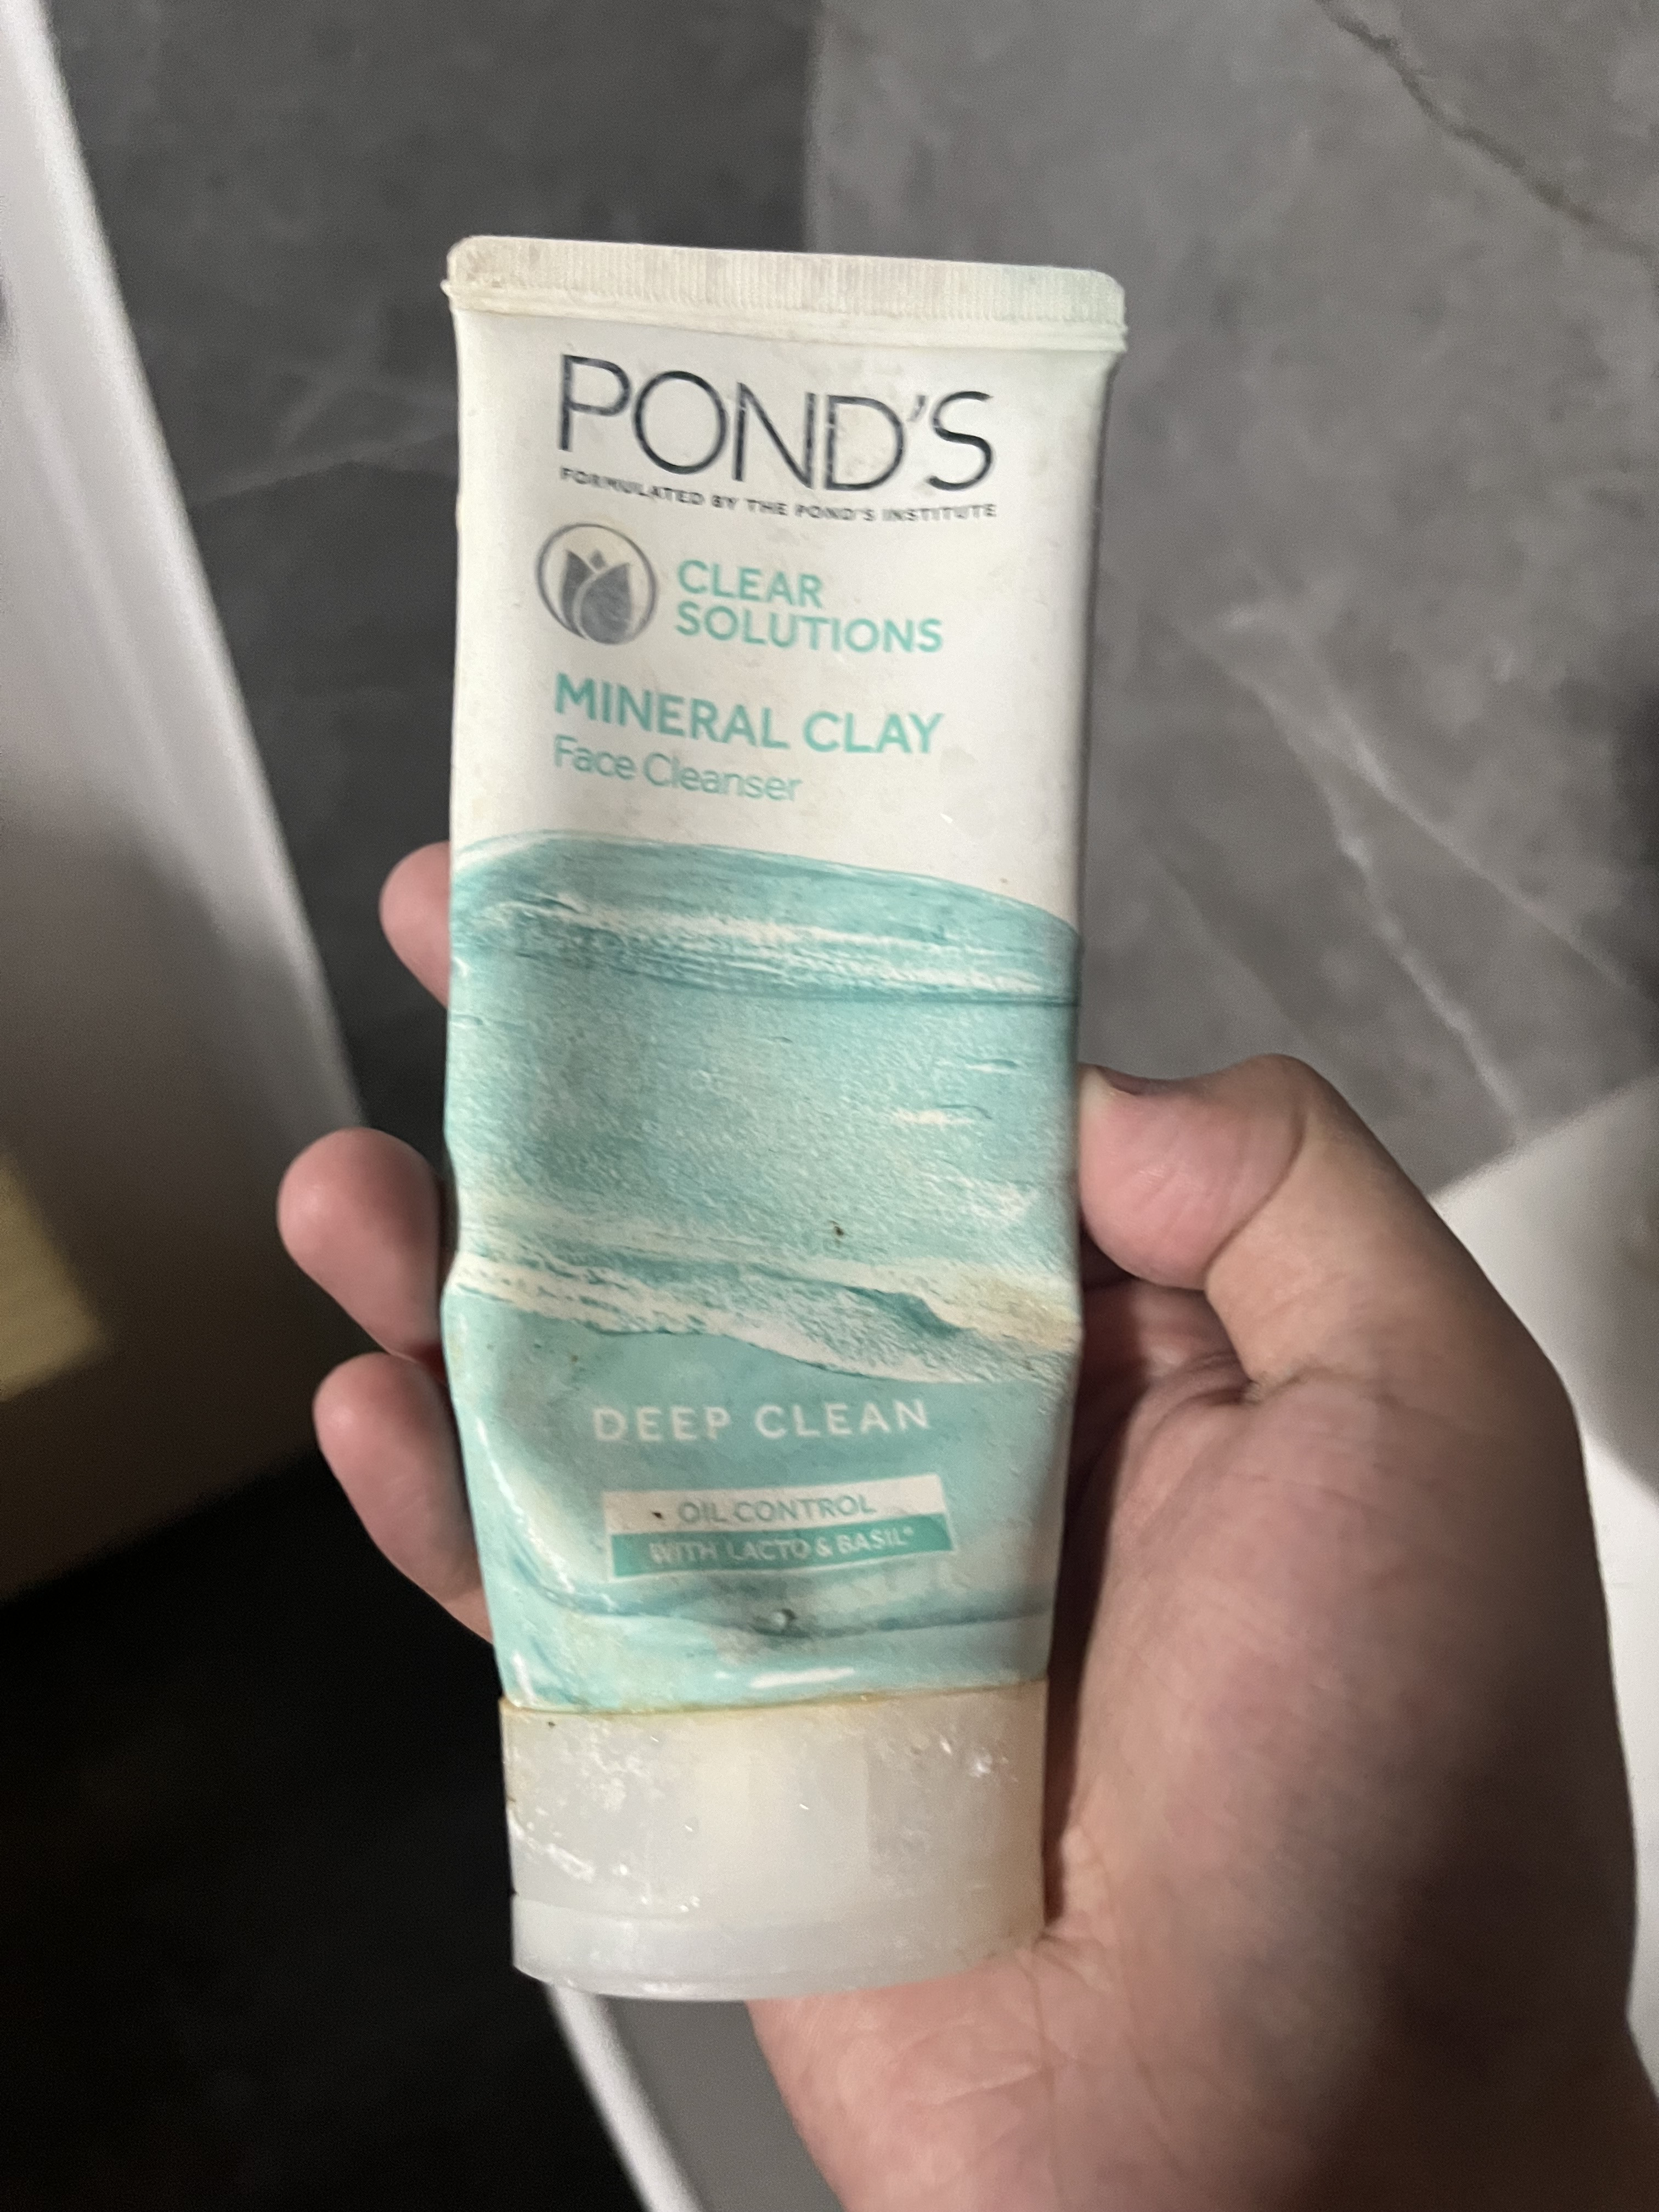 POND'S
FORMULATED BY THE POND'S INSTITUTE
CLEAR
SOLUTIONS
MINERAL CLAY
Face Cleanser
DEEP CLEAN
OIL CONTROL
WITH LACTO & BASIL*